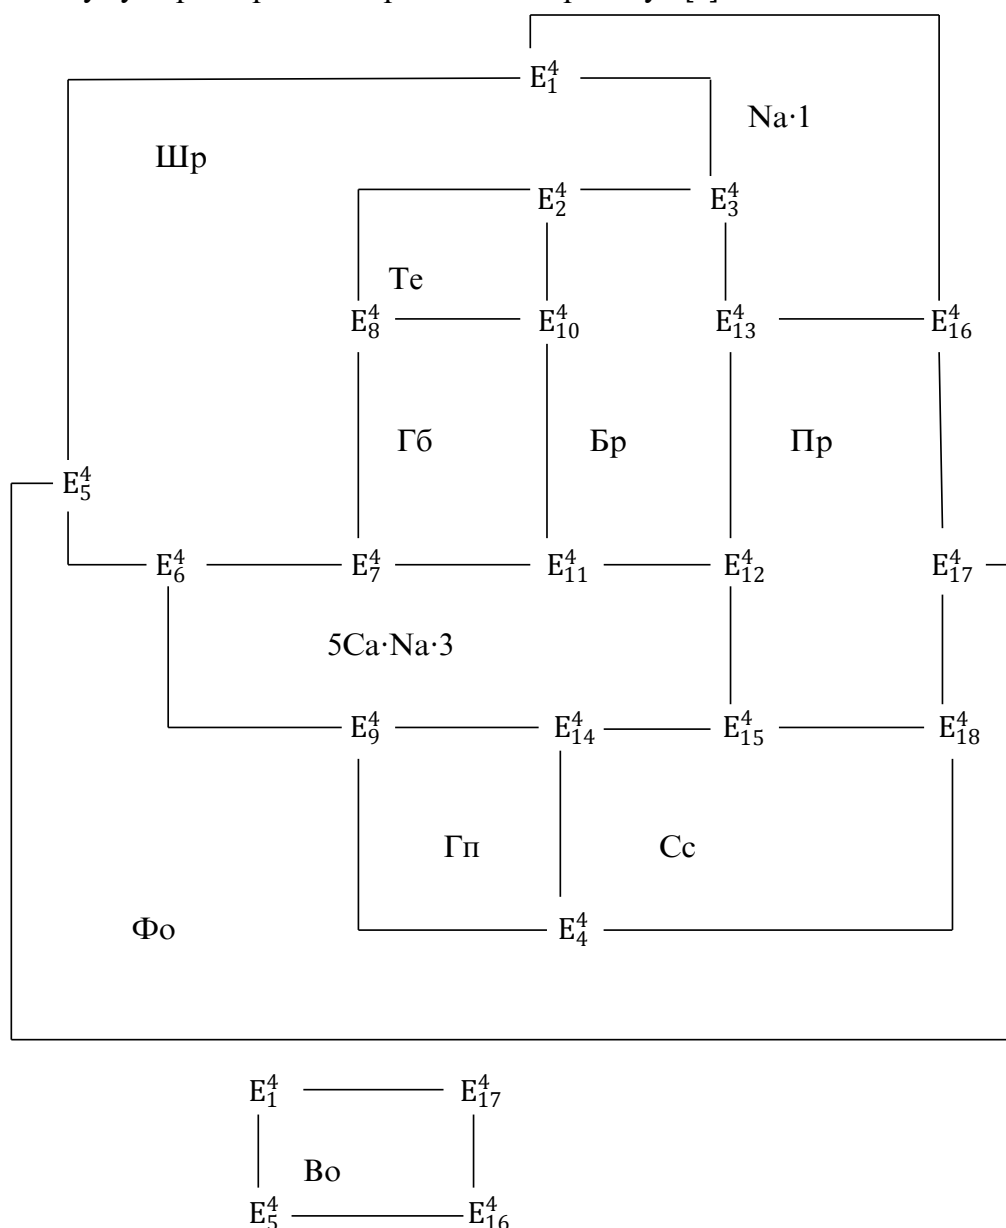 E₁⁴
Na·1
Шр
E₂⁴ E₃⁴
Те
E₈⁴ E₁₀⁴ E₁₃⁴ E₁₆⁴
Гб Бр Пр
E₅⁴
E₆⁴ E₇⁴ E₁₁⁴ E₁₂⁴ E₁₇⁴
5Ca·Na·3
E₉⁴ E₁₄⁴ E₁₅⁴ E₁₈⁴
Гп Сс
Фо E₄⁴
E₁⁴ E₁₇⁴
Во
E₅⁴ E₁₆⁴